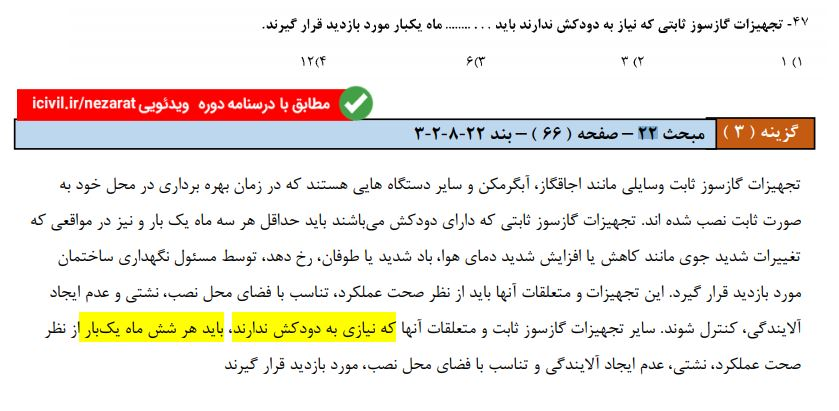 ۴۷- تجهیزات گازسوز ثابتی که نیاز به دودکش ندارند باید . . . ........ ماه یکبار مورد بازدید قرار گیرند.
۱) ۱ ۲) ۳ ۳) ۶ ۴) ۱۲
مطابق با درسنامه دوره ویدئویی icivil.ir/nezarat
گزینه ( ۳ ) مبحث ۲۲ – صفحه ( ۶۶ ) – بند ۲۲-۸-۲-۳
تجهیزات گازسوز ثابت وسایلی مانند اجاقگاز، آبگرمکن و سایر دستگاه هایی هستند که در زمان بهره برداری در محل خود به
صورت ثابت نصب شده اند. تجهیزات گازسوز ثابتی که دارای دودکش می‌باشند باید حداقل هر سه ماه یک بار و نیز در مواقعی که
تغییرات شدید جوی مانند کاهش یا افزایش شدید دمای هوا، باد شدید یا طوفان، رخ دهد، توسط مسئول نگهداری ساختمان
مورد بازدید قرار گیرد. این تجهیزات و متعلقات آنها باید از نظر صحت عملکرد، تناسب با فضای محل نصب، نشتی و عدم ایجاد
آلایندگی، کنترل شوند. سایر تجهیزات گازسوز ثابت و متعلقات آنها که نیازی به دودکش ندارند، باید هر شش ماه یک‌بار از نظر
صحت عملکرد، نشتی، عدم ایجاد آلایندگی و تناسب با فضای محل نصب، مورد بازدید قرار گیرند